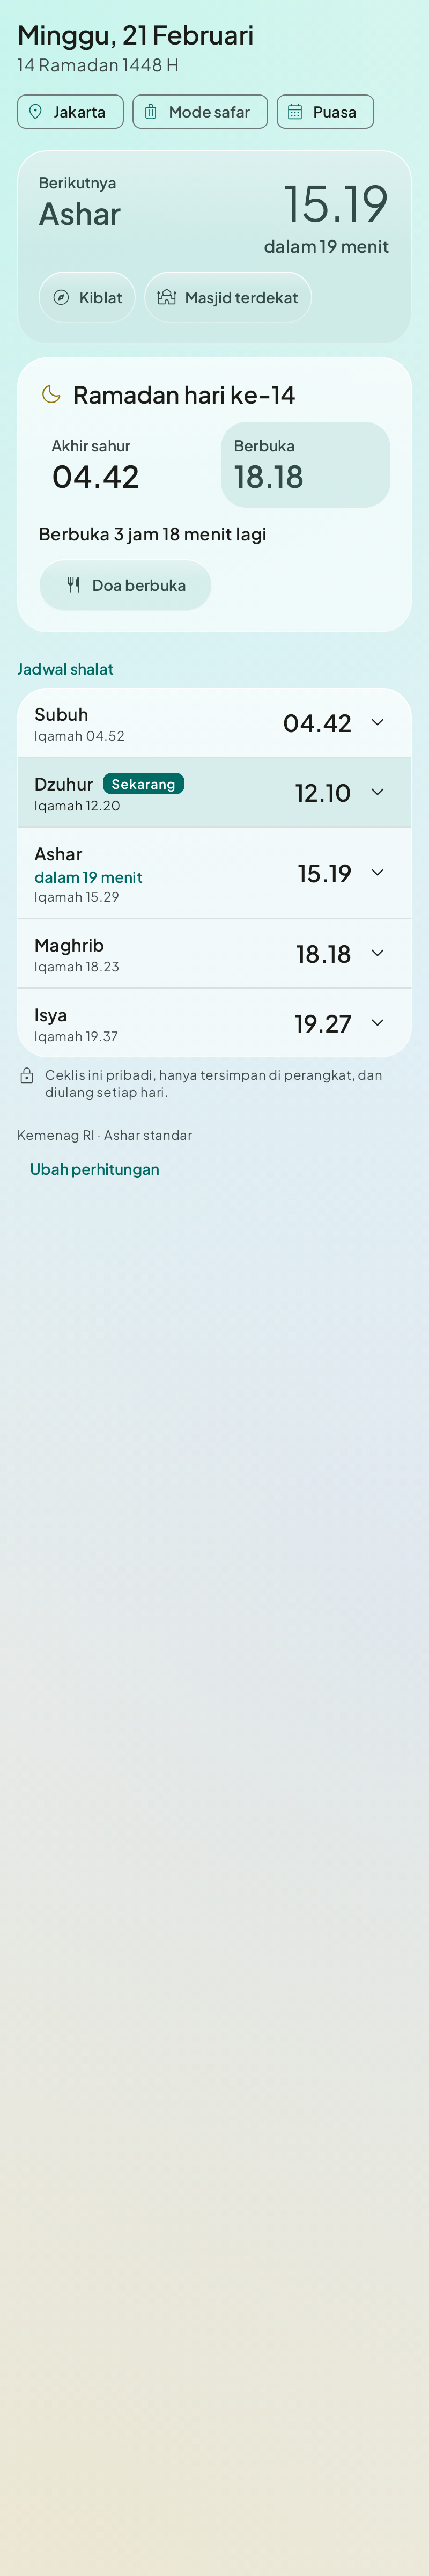 Minggu, 21 Februari
14 Ramadan 1448 H
Jakarta
Mode safar
Puasa
Berikutnya
Ashar
15.19
dalam 19 menit
Kiblat
Masjid terdekat
Ramadan hari ke-14
Akhir sahur
04.42
Berbuka
18.18
Berbuka 3 jam 18 menit lagi
Doa berbuka
Jadwal shalat
Subuh
Iqamah 04.52
04.42
Dzuhur
Sekarang
Iqamah 12.20
12.10
Ashar
dalam 19 menit
Iqamah 15.29
15.19
Maghrib
Iqamah 18.23
18.18
Isya
Iqamah 19.37
19.27
Ceklis ini pribadi, hanya tersimpan di perangkat, dan
diulang setiap hari.
Kemenag RI · Ashar standar
Ubah perhitungan